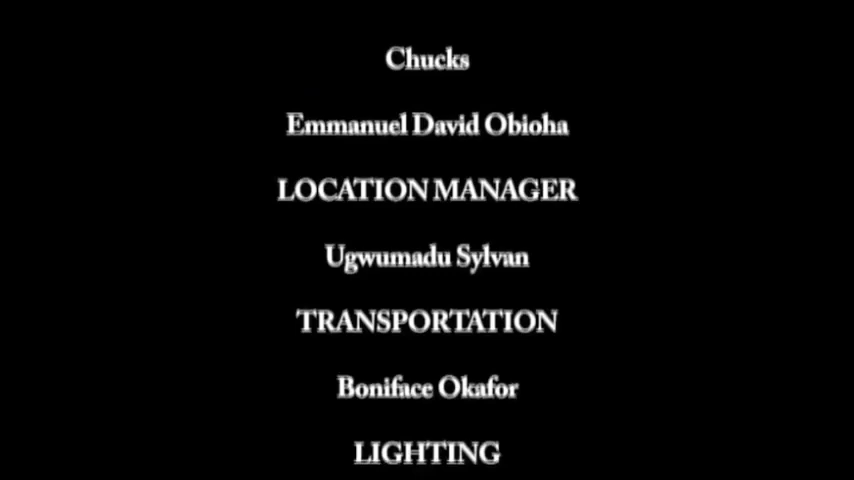 Chucks
Emmanuel David Obioha
LOCATION MANAGER
Ugwumadu Sylvan
TRANSPORTATION
Boniface Okafor
LIGHTING